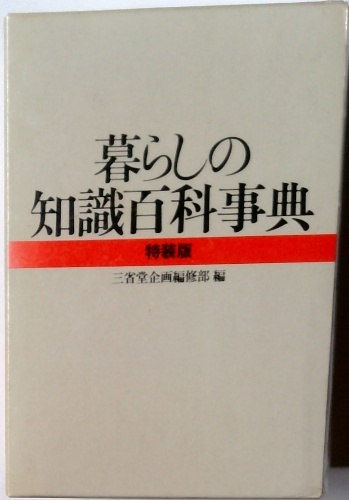 暮らしの
知識百科事典
特装版
三省堂企画編修部 編